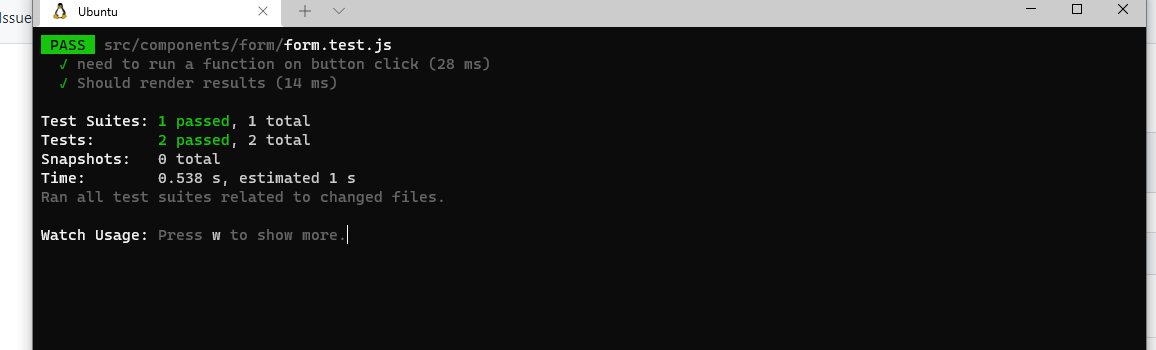 Issue
Ubuntu
PASS src/components/form/form.test.js
✓ need to run a function on button click (28 ms)
✓ Should render results (14 ms)
Test Suites: 1 passed, 1 total
Tests: 2 passed, 2 total
Snapshots: 0 total
Time: 0.538 s, estimated 1 s
Ran all test suites related to changed files.
Watch Usage: Press w to show more.